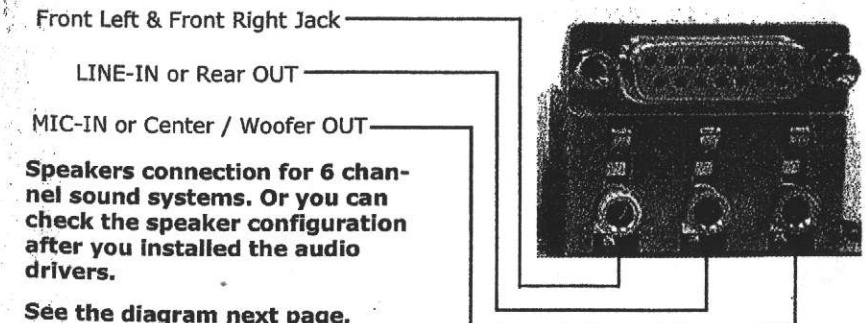 Front Left & Front Right Jack
LINE-IN or Rear OUT
MIC-IN or Center / Woofer OUT
Speakers connection for 6 chan-
nel sound systems. Or you can
check the speaker configuration
after you installed the audio
drivers.
See the diagram next page.